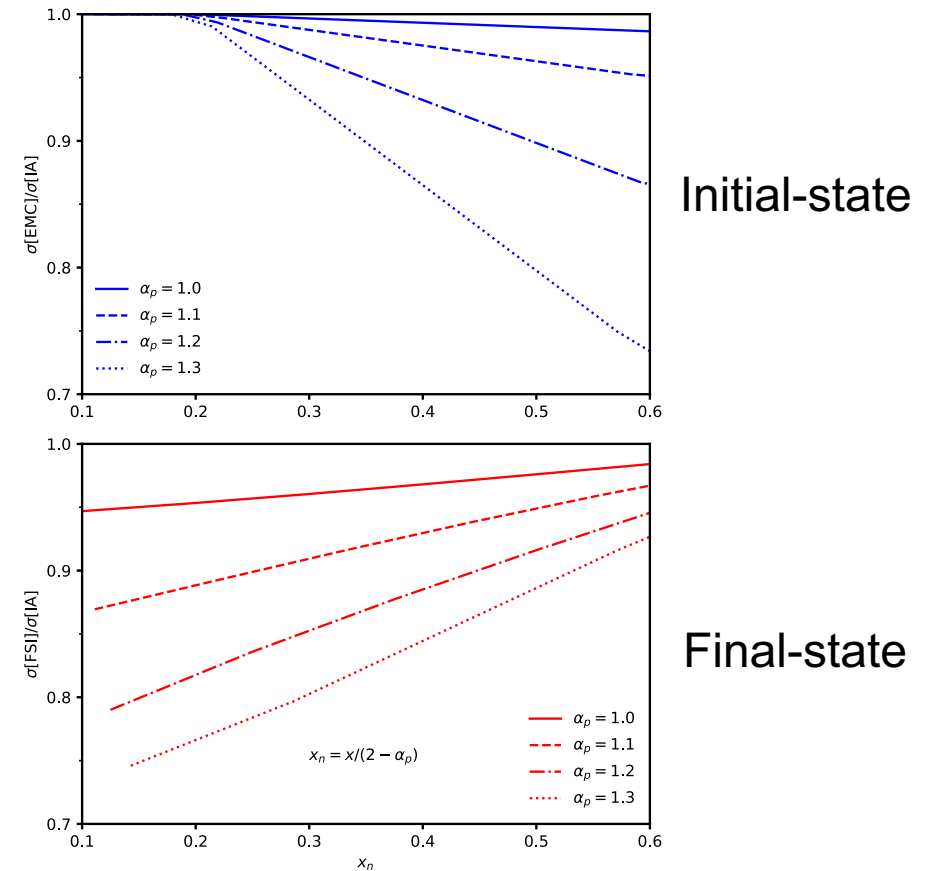 1.0
0.9
0.8
0.7
σ[EMC]/σ[IA]
α_p = 1.0
α_p = 1.1
α_p = 1.2
α_p = 1.3
0.1 0.2 0.3 0.4 0.5 0.6
Initial-state
1.0
0.9
0.8
0.7
σ[FSI]/σ[IA]
x_n = x/(2 − α_p)
α_p = 1.0
α_p = 1.1
α_p = 1.2
α_p = 1.3
0.1 0.2 0.3 0.4 0.5 0.6
x_n
Final-state